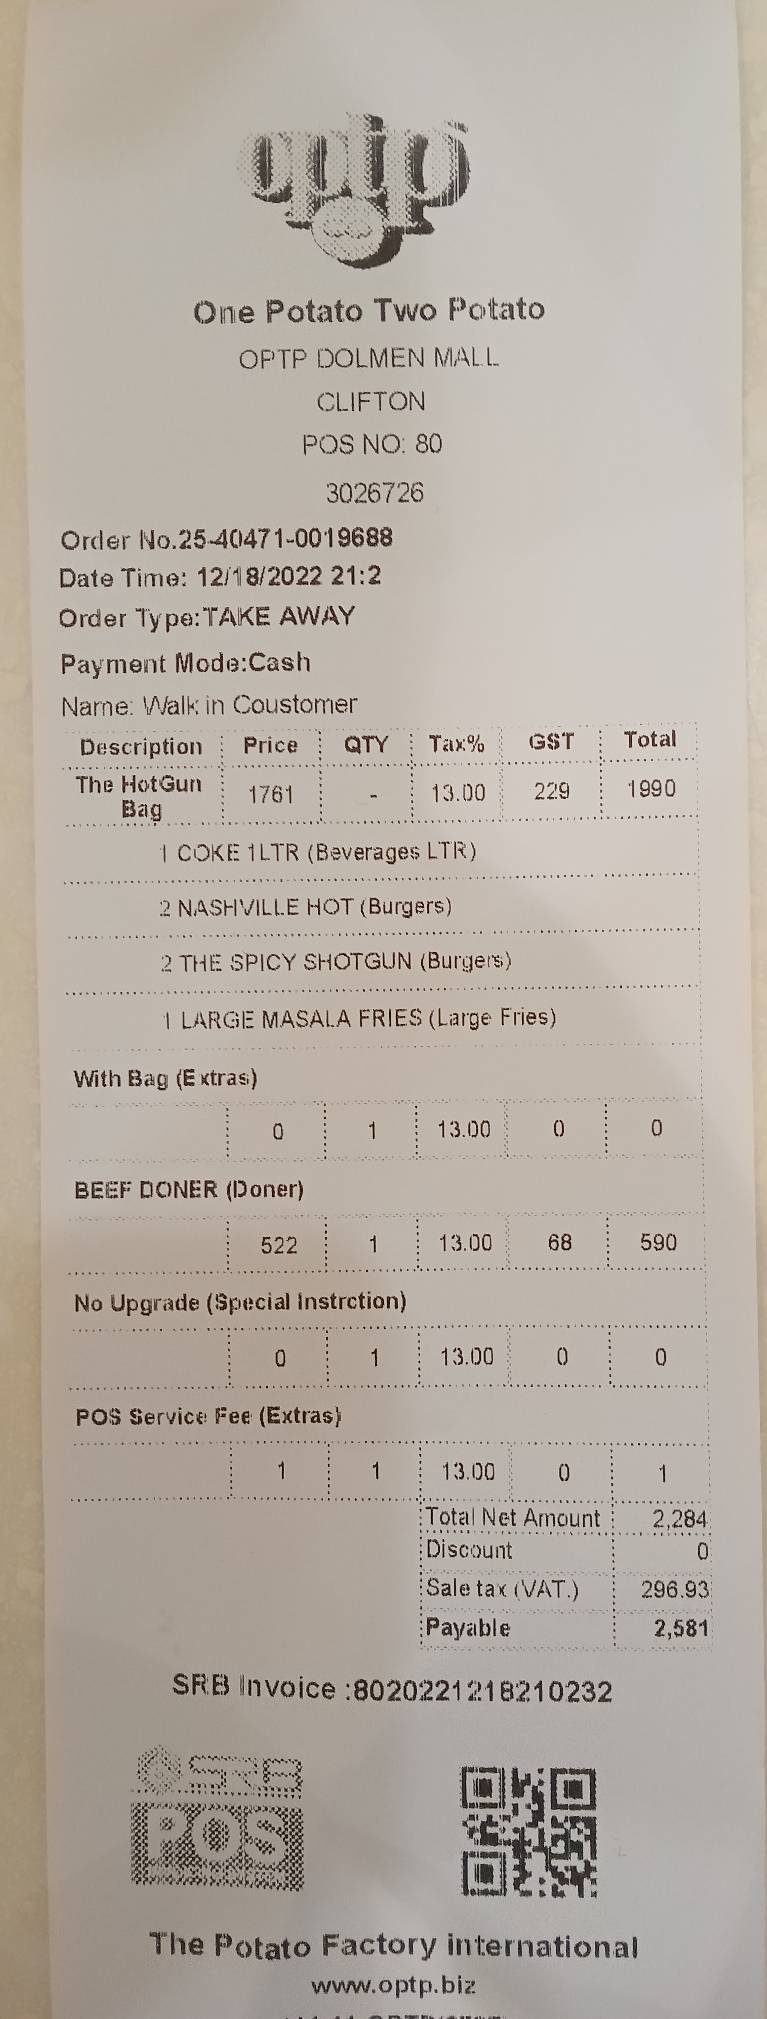 optp
One Potato Two Potato
OPTP DOLMEN MALL
CLIFTON
POS NO: 80
3026726
Order No.25-40471-0019688
Date Time: 12/18/2022 21:2
Order Type:TAKE AWAY
Payment Mode:Cash
Name: Walk in Coustomer
Description Price QTY Tax% GST Total
The HotGun Bag 1761 - 13.00 229 1990
1 COKE 1LTR (Beverages LTR)
2 NASHVILLE HOT (Burgers)
2 THE SPICY SHOTGUN (Burgers)
1 LARGE MASALA FRIES (Large Fries)
With Bag (Extras)
0 1 13.00 0 0
BEEF DONER (Doner)
522 1 13.00 68 590
No Upgrade (Special Instrction)
0 1 13.00 0 0
POS Service Fee (Extras)
1 1 13.00 0 1
Total Net Amount 2,284
Discount 0
Sale tax (VAT.) 296.93
Payable 2,581
SRB Invoice :8020221218210232
SRB
POS
The Potato Factory international
www.optp.biz